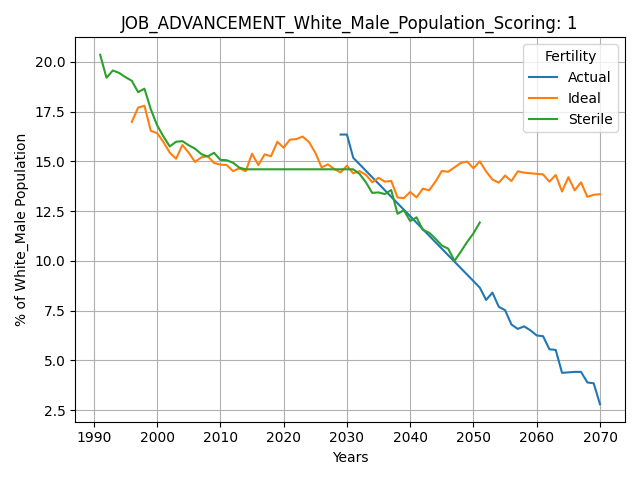 JOB_ADVANCEMENT_White_Male_Population_Scoring: 1
Fertility
Actual
Ideal
Sterile
% of White_Male Population
20.0
17.5
15.0
12.5
10.0
7.5
5.0
2.5
1990 2000 2010 2020 2030 2040 2050 2060 2070
Years